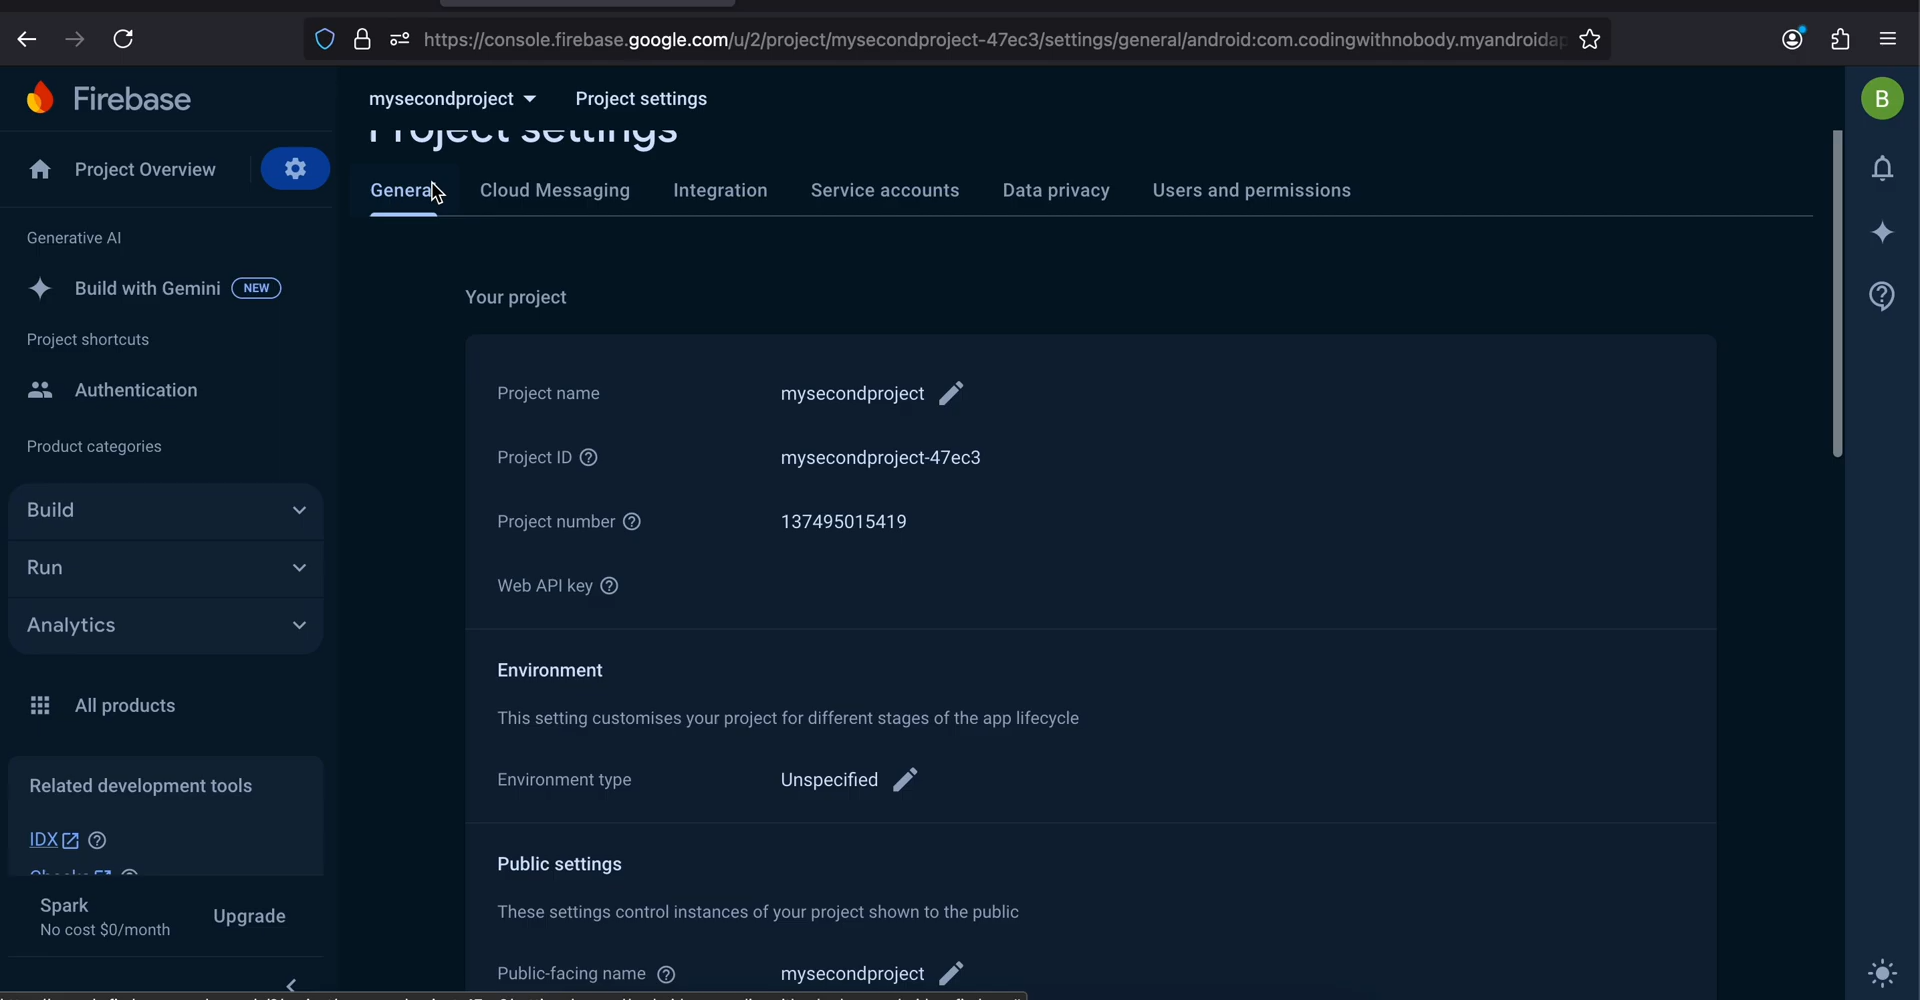 https://console.firebase.google.com/u/2/project/mysecondproject-47ec3/settings/general/android:com.codingwithnobody.myandroidap
Firebase
mysecondproject
Project settings
B
Project settings
Project Overview
General
Cloud Messaging
Integration
Service accounts
Data privacy
Users and permissions
Generative AI
Build with Gemini NEW
Project shortcuts
Authentication
Product categories
Build
Run
Analytics
All products
Related development tools
IDX
Spark
No cost $0/month
Upgrade
Your project
Project name mysecondproject
Project ID mysecondproject-47ec3
Project number 137495015419
Web API key
Environment
This setting customises your project for different stages of the app lifecycle
Environment type Unspecified
Public settings
These settings control instances of your project shown to the public
Public-facing name mysecondproject